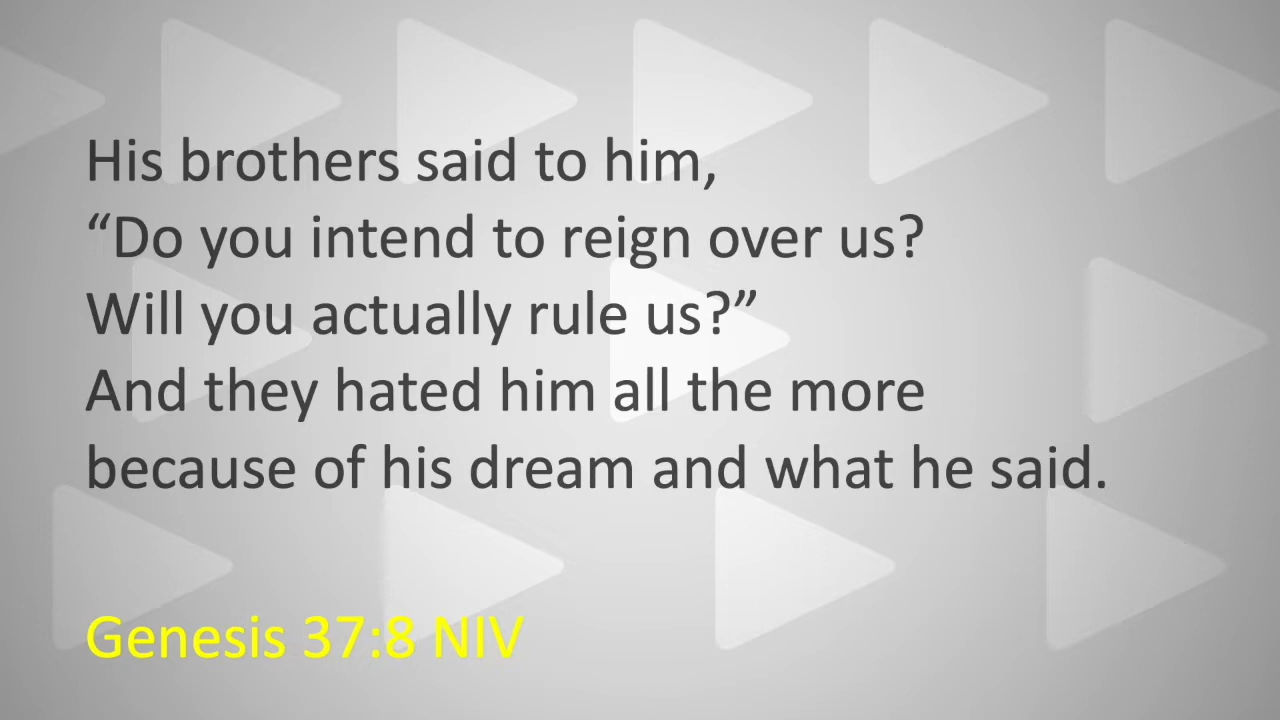 His brothers said to him,
“Do you intend to reign over us?
Will you actually rule us?”
And they hated him all the more
because of his dream and what he said.
Genesis 37:8 NIV